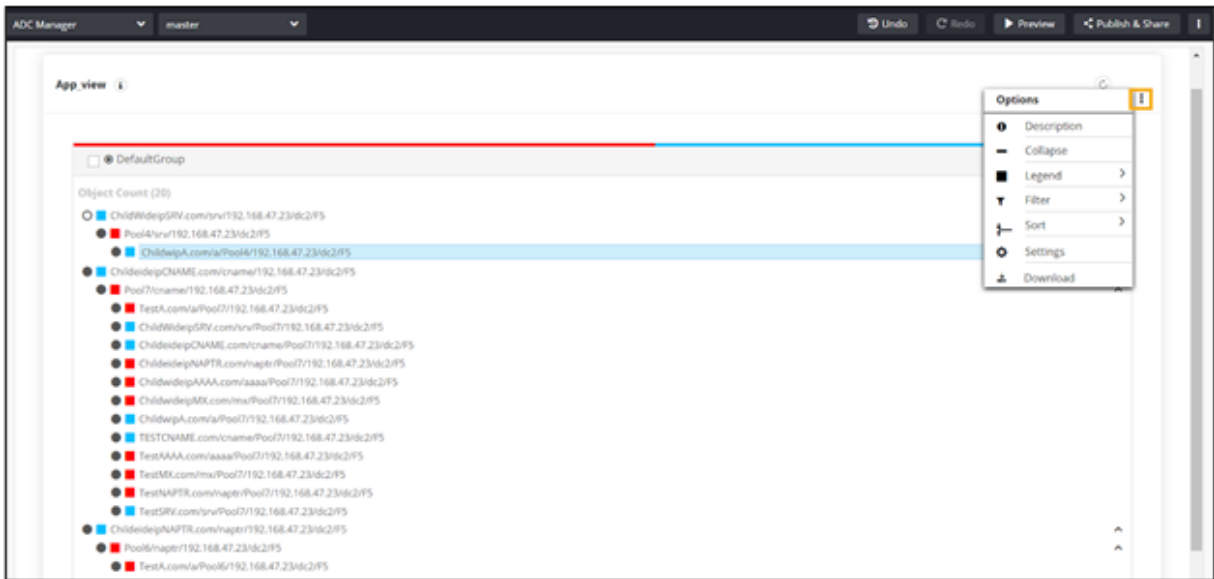 ADC Manager master Undo Redo Preview Publish & Share
App_view
Options
Description
Collapse
Legend
Filter
Sort
Settings
Download
DefaultGroup
Object Count (20)
ChildWideipSRV.com/srv/192.168.47.23/dc2/F5
Pool4/srv/192.168.47.23/dc2/F5
ChildwipA.com/a/Pool4/192.168.47.23/dc2/F5
ChildeideipCNAME.com/cname/192.168.47.23/dc2/F5
Pool7/cname/192.168.47.23/dc2/F5
TestA.com/a/Pool7/192.168.47.23/dc2/F5
ChildWideipSRV.com/srv/Pool7/192.168.47.23/dc2/F5
ChildeideipCNAME.com/cname/Pool7/192.168.47.23/dc2/F5
ChildeideipNAPTR.com/naptr/Pool7/192.168.47.23/dc2/F5
ChildwideipAAAA.com/aaaa/Pool7/192.168.47.23/dc2/F5
ChildwideipMX.com/mx/Pool7/192.168.47.23/dc2/F5
ChildwipA.com/a/Pool7/192.168.47.23/dc2/F5
TESTCNAME.com/cname/Pool7/192.168.47.23/dc2/F5
TestAAAA.com/aaaa/Pool7/192.168.47.23/dc2/F5
TestMX.com/mx/Pool7/192.168.47.23/dc2/F5
TestNAPTR.com/naptr/Pool7/192.168.47.23/dc2/F5
TestSRV.com/srv/Pool7/192.168.47.23/dc2/F5
ChildeideipNAPTR.com/naptr/192.168.47.23/dc2/F5
Pool6/naptr/192.168.47.23/dc2/F5
TestA.com/a/Pool6/192.168.47.23/dc2/F5